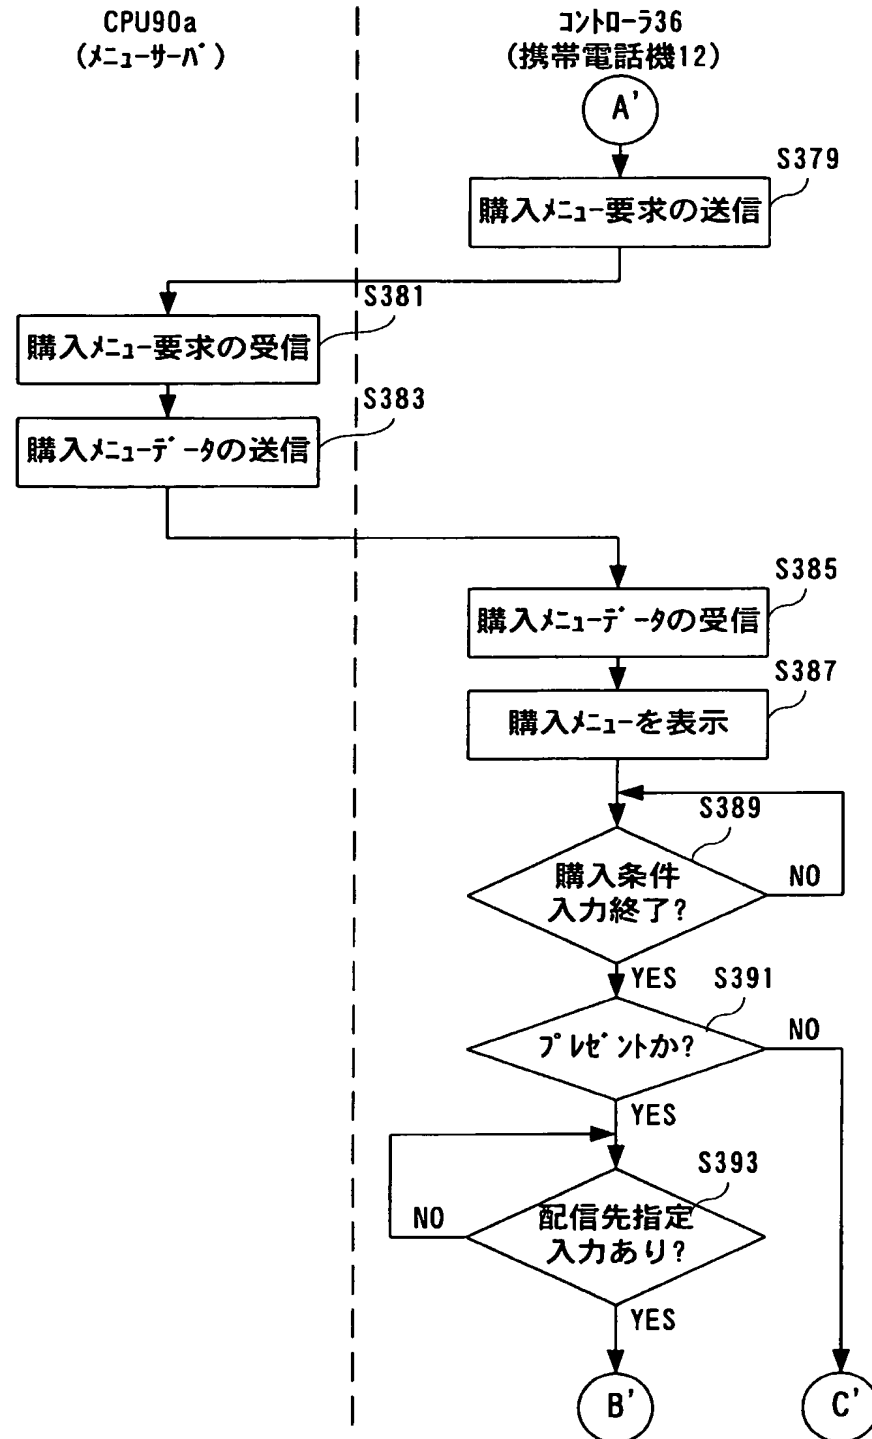 CPU90a
(メニューサーバ)
コントローラ36
(携帯電話機12)
A'
S379
購入メニュー要求の送信
S381
購入メニュー要求の受信
S383
購入メニューデータの送信
S385
購入メニューデータの受信
S387
購入メニューを表示
S389
購入条件
入力終了?
NO
YES
S391
プレゼントか?
NO
YES
S393
配信先指定
入力あり?
NO
YES
B'
C'